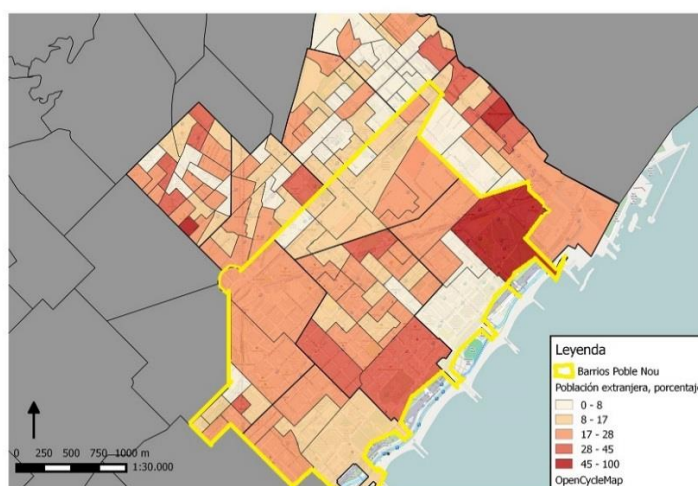 Leyenda
Barrios Poble Nou
Población extranjera, porcentaje
0 - 8
8 - 17
17 - 28
28 - 45
45 - 100
OpenCycleMap
0 250 500 750 1000 m
1:30.000